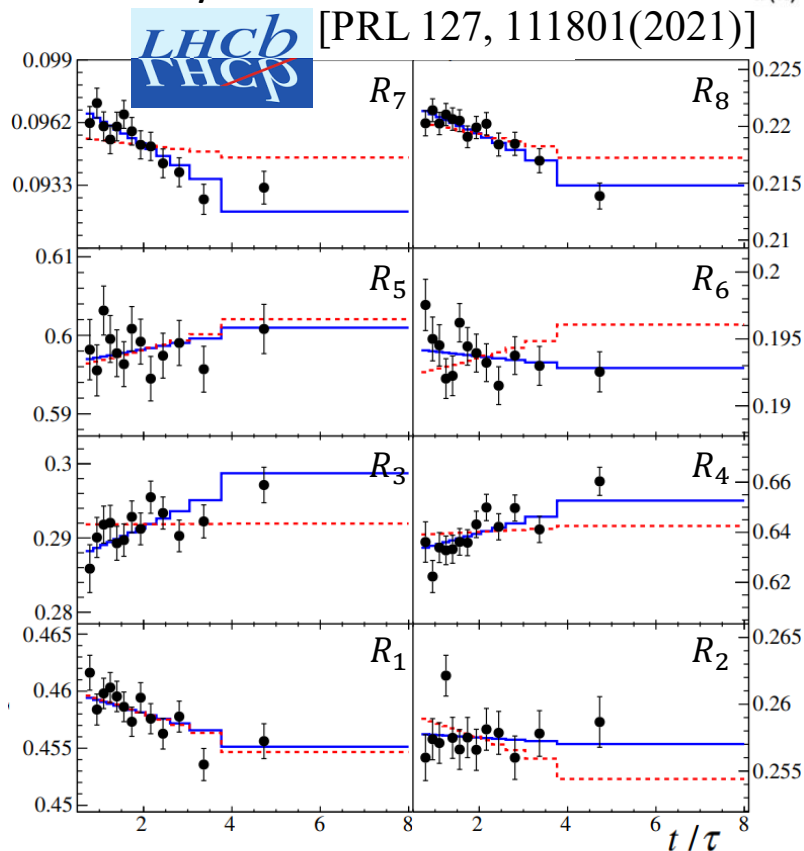 LHCb [PRL 127, 111801(2021)]
LHCp
0.099 R₇ R₈ 0.225
0.0962 0.22
0.0933 0.215
0.21
0.61 R₅ R₆ 0.2
0.6 0.195
0.59 0.19
0.3 R₃ R₄ 0.66
0.29 0.64
0.28 0.62
0.465 R₁ R₂ 0.265
0.46 0.26
0.455 0.255
0.45
2 4 6 8 2 4 6 8
t / τ